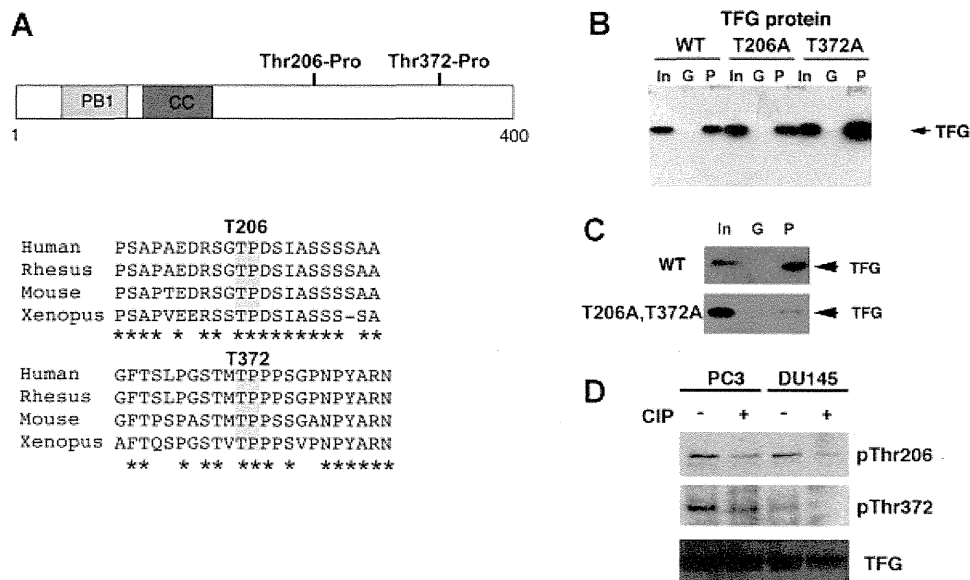 A
Thr206-Pro Thr372-Pro
PB1 CC
1 400
T206
Human PSAPAEDRSGTPDSIASSSSAA
Rhesus PSAPAEDRSGTPDSIASSSSAA
Mouse PSAPTEDRSGTPDSIASSSSAA
Xenopus PSAPVEERSSTPDSIASSS-SA
**** * ** ********* **
T372
Human GFTSLPGSTMTPPPSGPNPYARN
Rhesus GFTSLPGSTMTPPPSGPNPYARN
Mouse GFTPSPASTMTPPSSGANPYARN
Xenopus AFTQSPGSTVTPPPSVPNPYARN
** * ** *** * ******
B
TFG protein
WT T206A T372A
In G P In G P In G P
TFG
C
In G P
WT TFG
T206A,T372A TFG
D
PC3 DU145
CIP - + - +
pThr206
pThr372
TFG